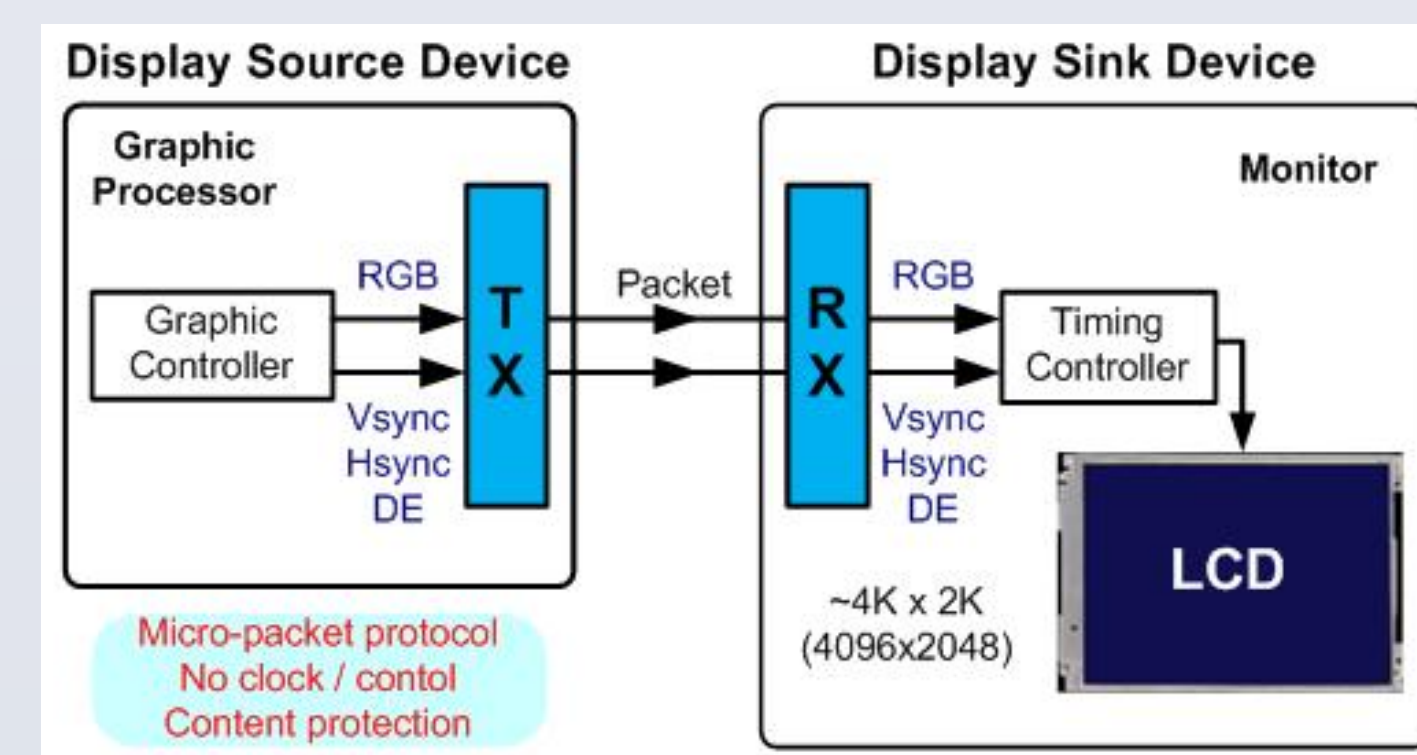 Display Source Device
Display Sink Device
Graphic
Processor
Monitor
RGB
Packet
RGB
Graphic
Controller
T
X
R
X
Timing
Controller
Vsync
Hsync
DE
Vsync
Hsync
DE
LCD
~4K x 2K
(4096x2048)
Micro-packet protocol
No clock / contol
Content protection